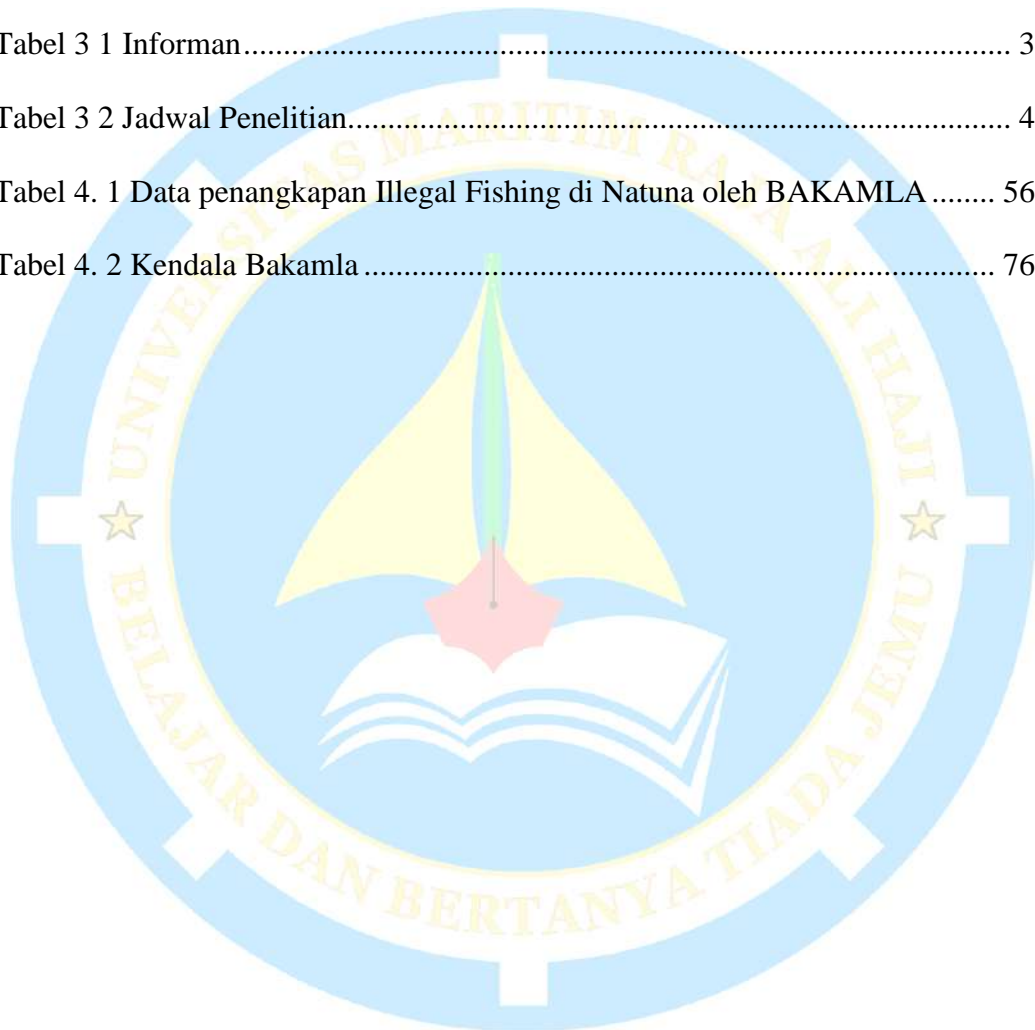 Tabel 3 1 Informan................................................................................................ 3
Tabel 3 2 Jadwal Penelitian................................................................................... 4
Tabel 4. 1 Data penangkapan Illegal Fishing di Natuna oleh BAKAMLA ........ 56
Tabel 4. 2 Kendala Bakamla ............................................................................... 76
UNIVERSITAS MARITIM RAJA ALI HAJI
BELAJAR DAN BERTANYA TIADA JEMU